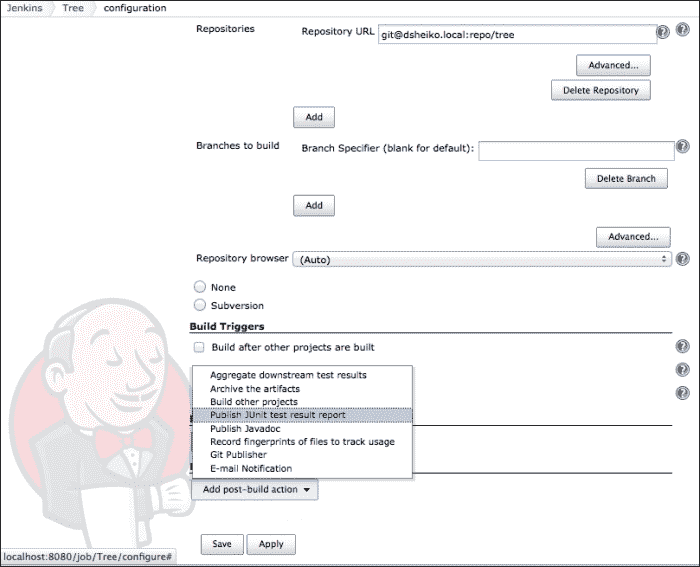 Jenkins Tree configuration
Repositories Repository URL git@dsheiko.local:repo/tree
Advanced...
Delete Repository
Add
Branches to build Branch Specifier (blank for default):
Delete Branch
Add
Advanced...
Repository browser (Auto)
None
Subversion
Build Triggers
Build after other projects are built
Aggregate downstream test results
Archive the artifacts
Build other projects
Publish JUnit test result report
Publish Javadoc
Record fingerprints of files to track usage
Git Publisher
E-mail Notification
Add post-build action
Save Apply
localhost:8080/job/Tree/configure#